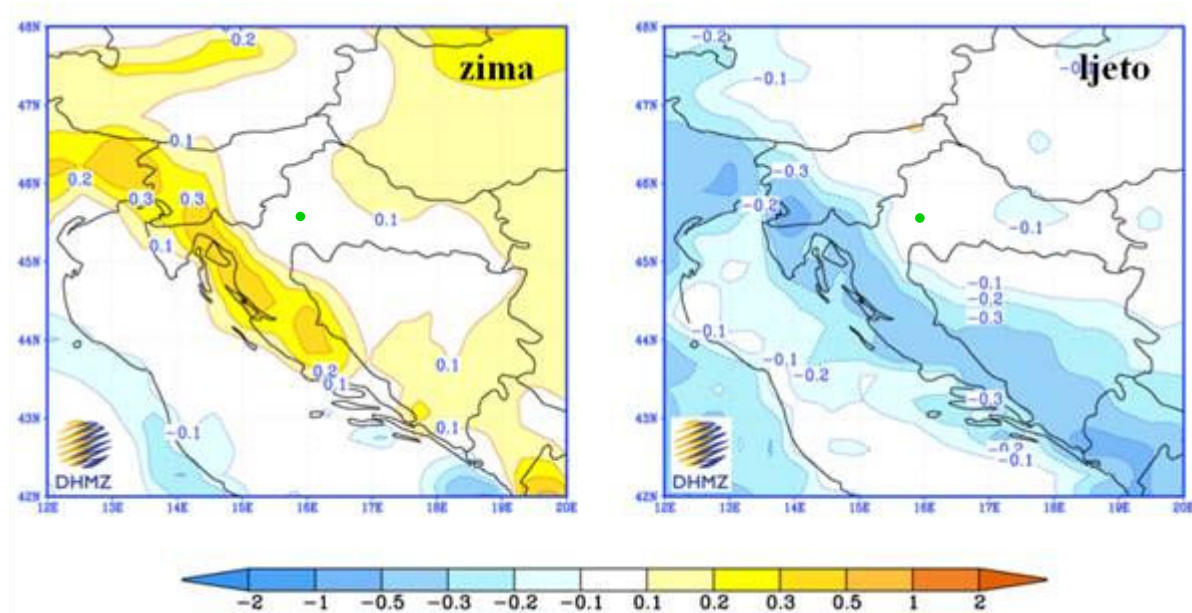 zima
48N
47N
46N
45N
44N
43N
42N
12E 13E 14E 15E 16E 17E 18E 19E 20E
0.2
0.1
0.2
0.3
0.3
0.1
0.1
0.2
0.1
0.1
0.1
-0.1
DHMZ
ljeto
48N
47N
46N
45N
44N
43N
42N
12E 13E 14E 15E 16E 17E 18E 19E 20E
-0.2
-0.1
-0.3
-0.2
-0.1
-0.1
-0.2
-0.3
-0.1
-0.1
-0.2
-0.3
-0.2
-0.1
DHMZ
-2 -1 -0.5 -0.3 -0.2 -0.1 0.1 0.2 0.3 0.5 1 2